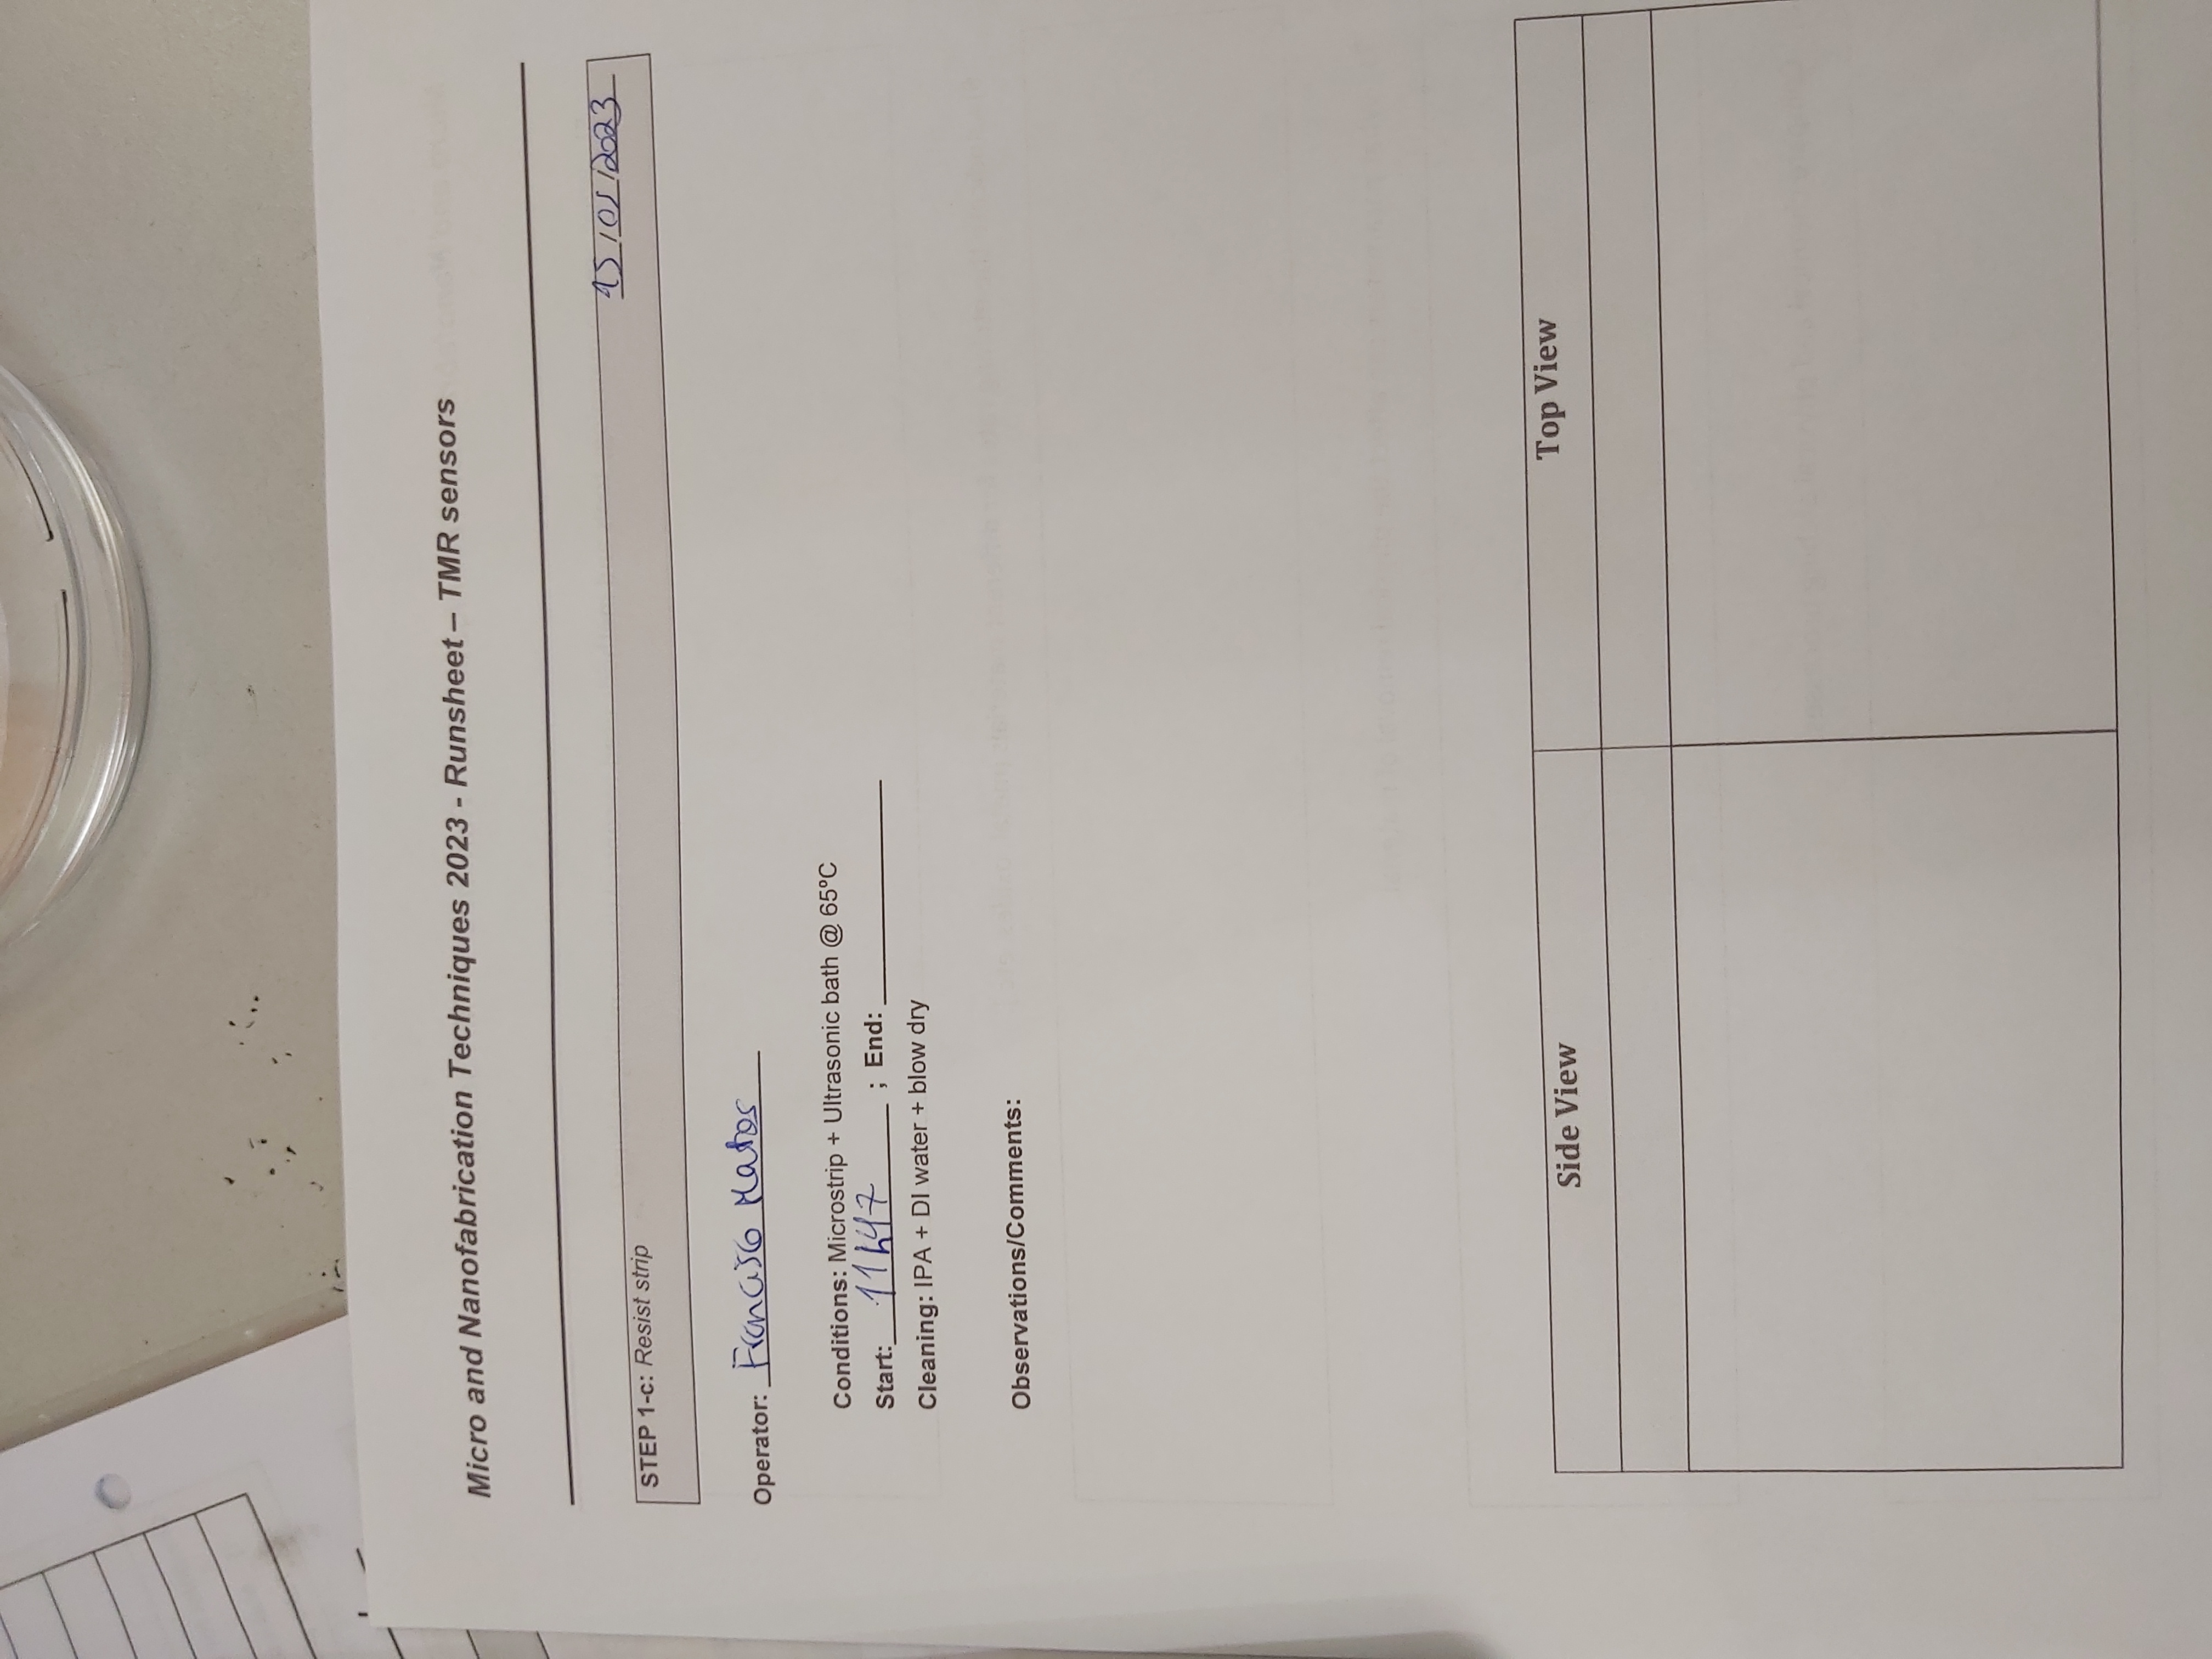 Micro and Nanofabrication Techniques 2023 - Runsheet – TMR sensors
STEP 1-c: Resist strip 15/05/2023
Operator: Francisco Matos
Conditions: Microstrip + Ultrasonic bath @ 65ºC
Start: 11h47 ; End:
Cleaning: IPA + DI water + blow dry
Observations/Comments:
Side View Top View